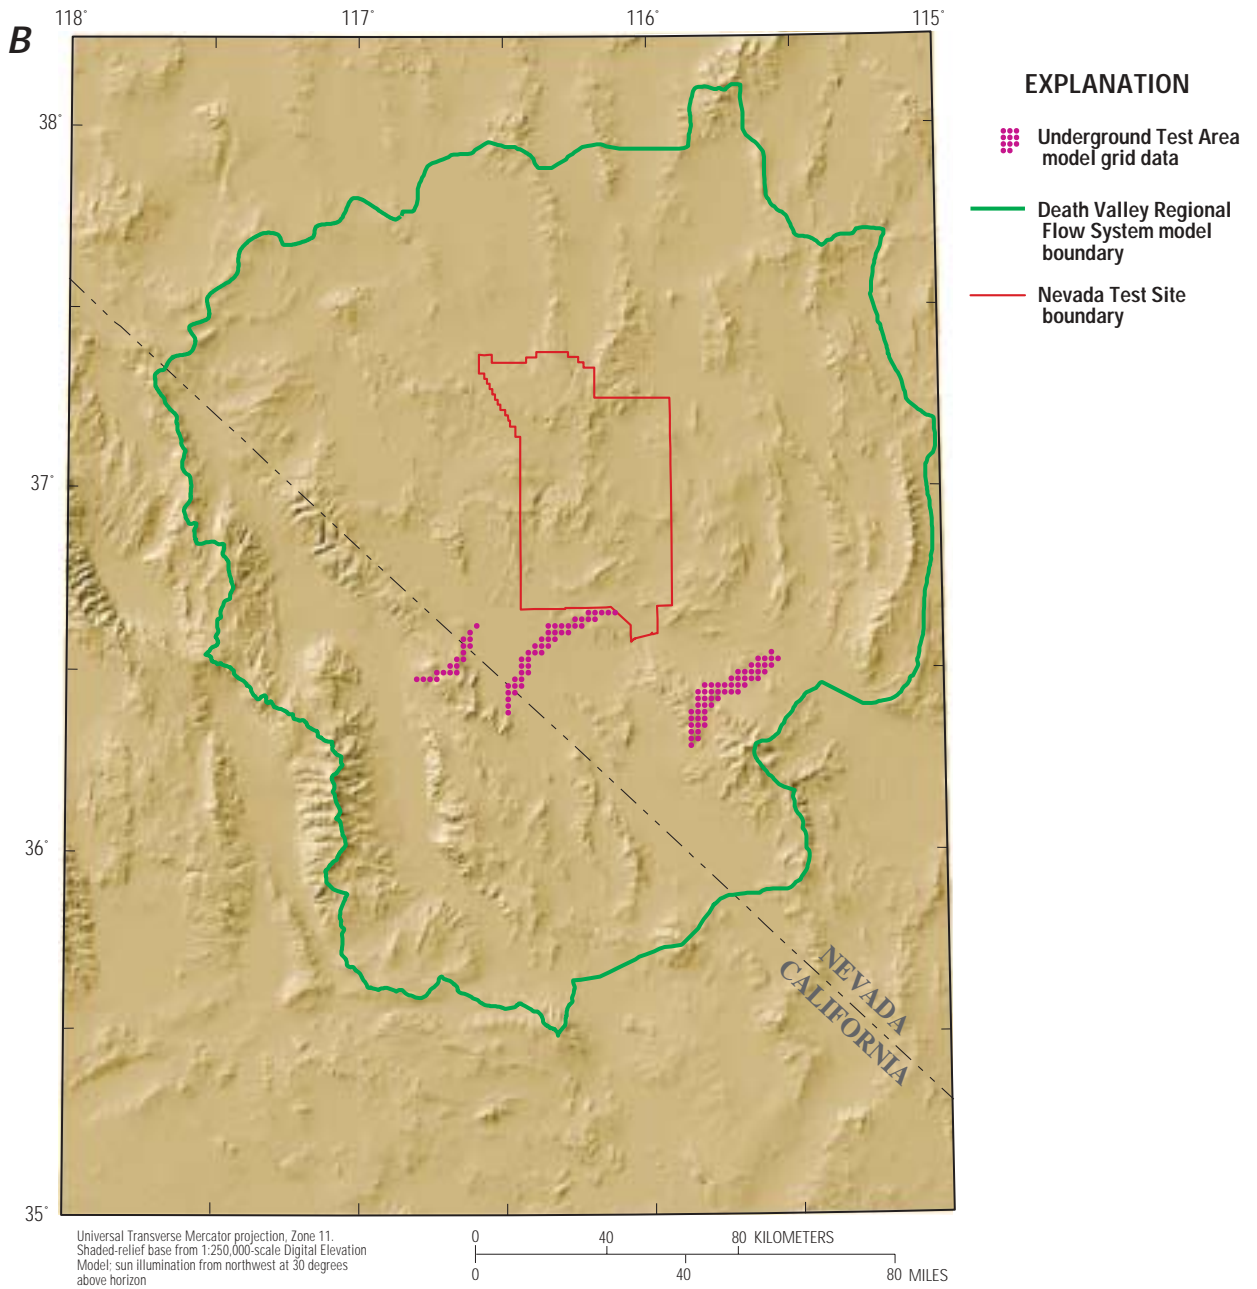 B
118°
117°
116°
115°
38°
37°
36°
35°
EXPLANATION
Underground Test Area
model grid data
Death Valley Regional
Flow System model
boundary
Nevada Test Site
boundary
NEVADA
CALIFORNIA
Universal Transverse Mercator projection, Zone 11.
Shaded-relief base from 1:250,000-scale Digital Elevation
Model; sun illumination from northwest at 30 degrees
above horizon
0 40 80 KILOMETERS
0 40 80 MILES